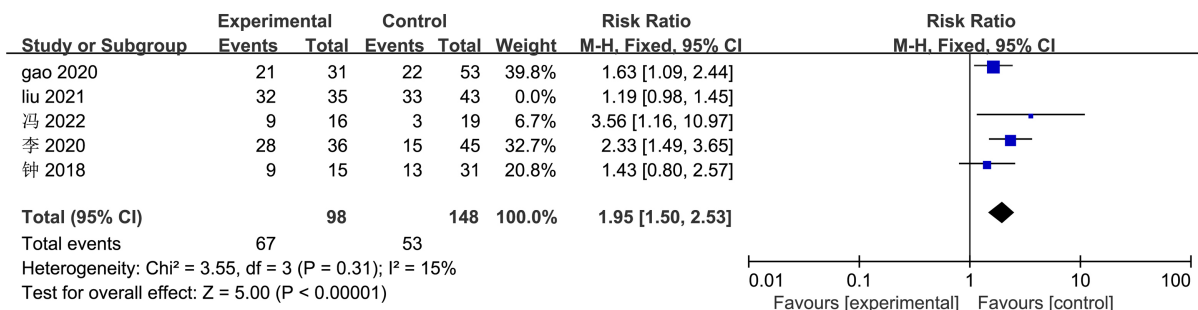 Experimental Control Risk Ratio Risk Ratio
Study or Subgroup Events Total Events Total Weight M-H, Fixed, 95% CI M-H, Fixed, 95% CI
gao 2020 21 31 22 53 39.8% 1.63 [1.09, 2.44]
liu 2021 32 35 33 43 0.0% 1.19 [0.98, 1.45]
冯 2022 9 16 3 19 6.7% 3.56 [1.16, 10.97]
李 2020 28 36 15 45 32.7% 2.33 [1.49, 3.65]
钟 2018 9 15 13 31 20.8% 1.43 [0.80, 2.57]
Total (95% CI) 98 148 100.0% 1.95 [1.50, 2.53]
Total events 67 53
Heterogeneity: Chi² = 3.55, df = 3 (P = 0.31); I² = 15%
Test for overall effect: Z = 5.00 (P < 0.00001)
0.01 0.1 1 10 100
Favours [experimental] Favours [control]